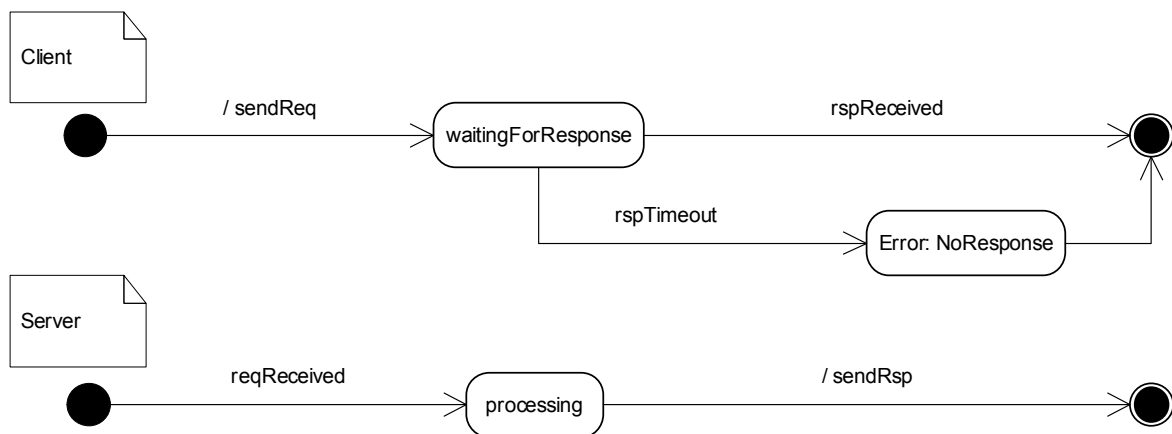 Client
/ sendReq
rspReceived
waitingForResponse
rspTimeout
Error: NoResponse
Server
reqReceived
/ sendRsp
processing